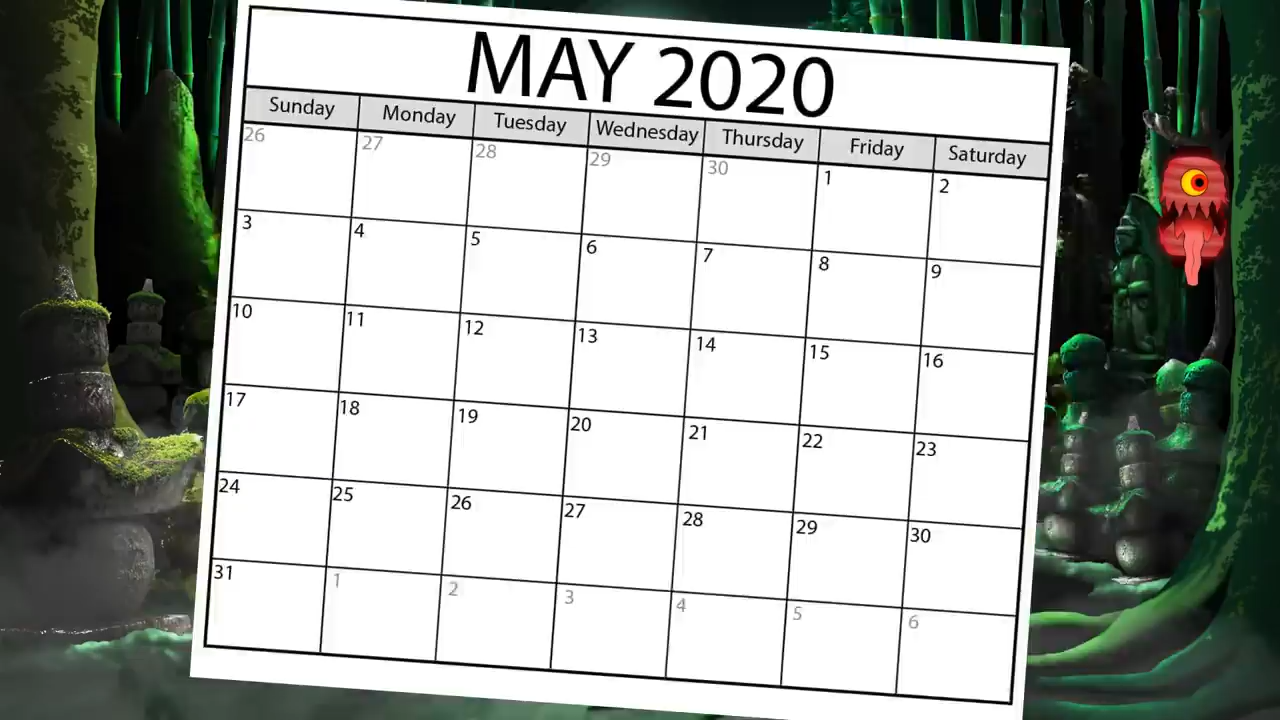 MAY 2020
Sunday Monday Tuesday Wednesday Thursday Friday Saturday
26 27 28 29 30 1 2
3 4 5 6 7 8 9
10 11 12 13 14 15 16
17 18 19 20 21 22 23
24 25 26 27 28 29 30
31 1 2 3 4 5 6